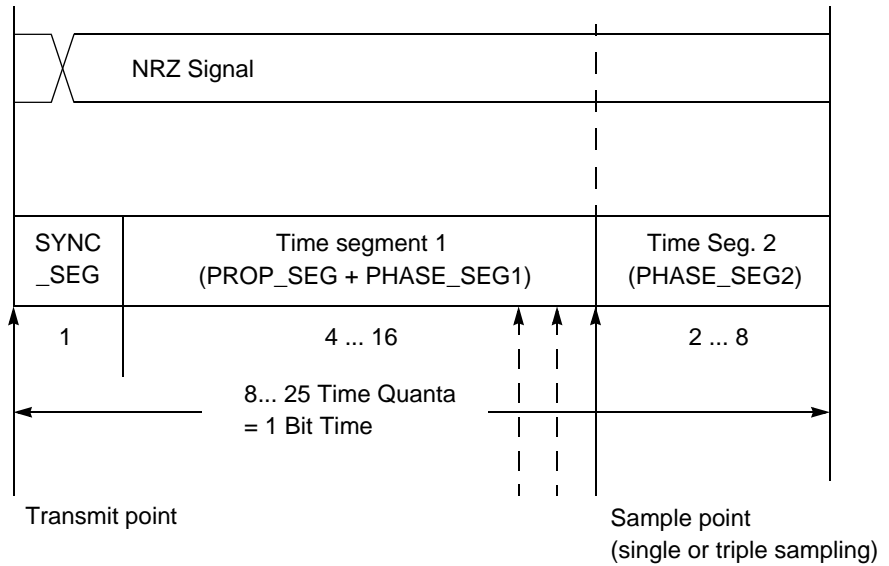 NRZ Signal
SYNC
_SEG
Time segment 1
(PROP_SEG + PHASE_SEG1)
Time Seg. 2
(PHASE_SEG2)
1
4 ... 16
2 ... 8
8... 25 Time Quanta
= 1 Bit Time
Transmit point
Sample point
(single or triple sampling)